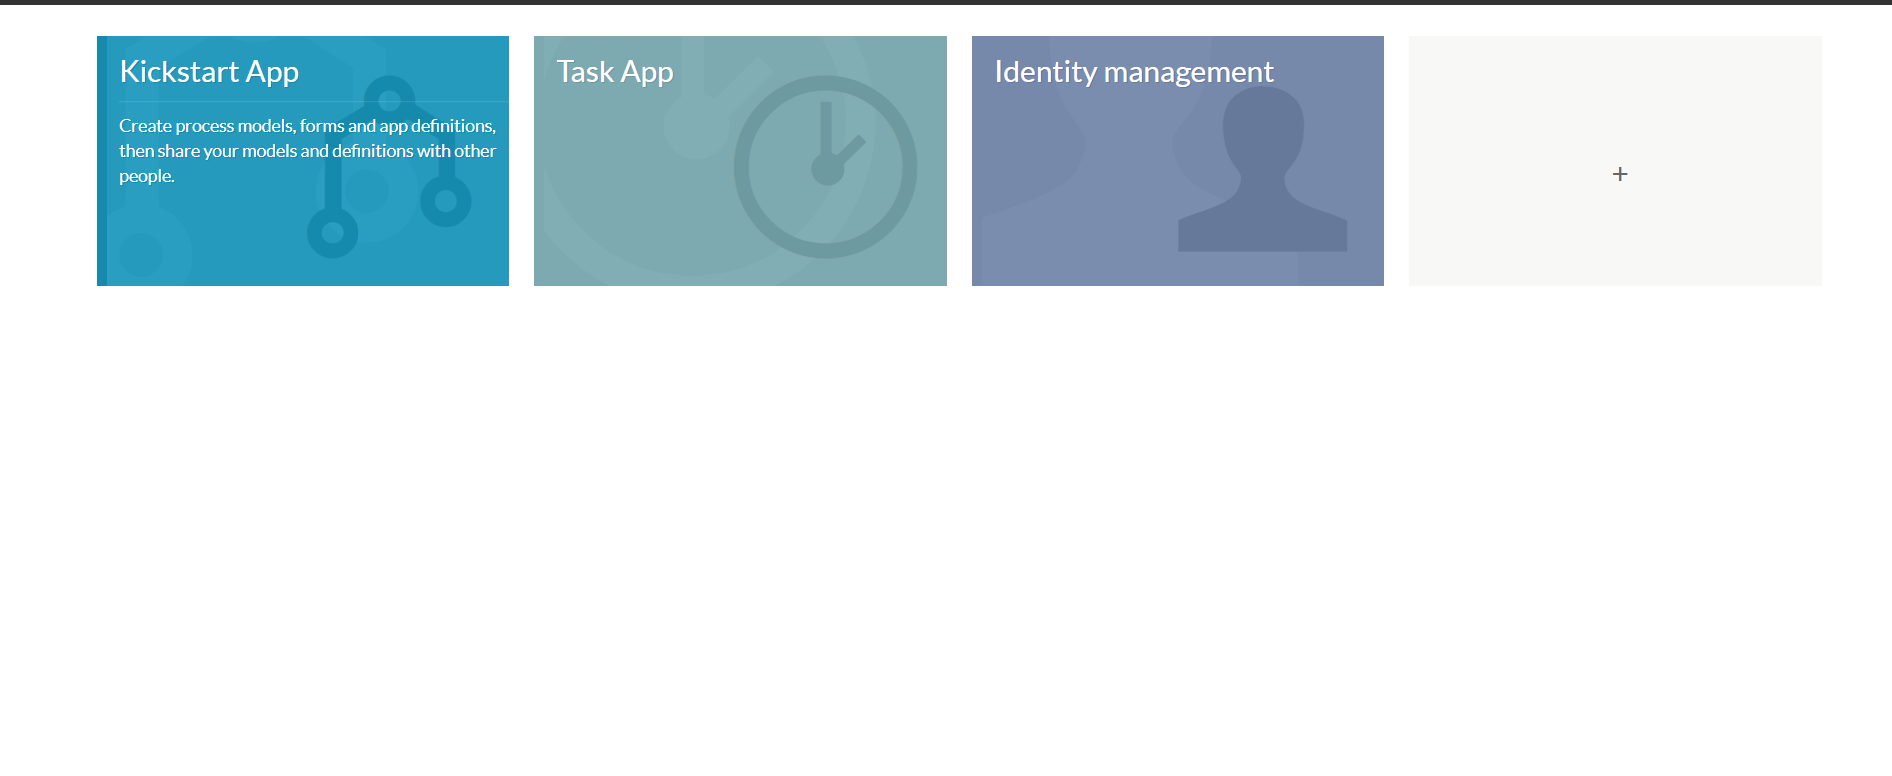 Kickstart App
Create process models, forms and app definitions,
then share your models and definitions with other
people.
Task App
Identity management
+